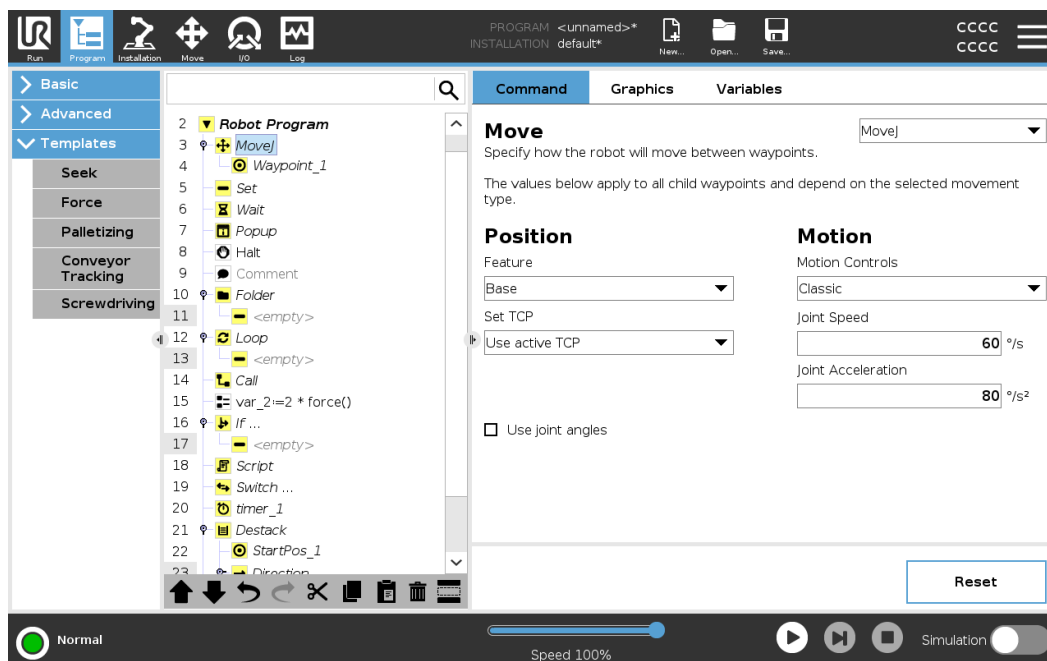 PROGRAM <unnamed>*
INSTALLATION default*
CCCC
CCCC
Run Program Installation Move I/O Log
New... Open... Save...
Basic
Advanced
Templates
Seek
Force
Palletizing
Conveyor
Tracking
Screwdriving
2 Robot Program
3 MoveJ
4 Waypoint_1
5 Set
6 Wait
7 Popup
8 Halt
9 Comment
10 Folder
11 <empty>
12 Loop
13 <empty>
14 Call
15 var_2:=2 * force()
16 If ...
17 <empty>
18 Script
19 Switch ...
20 timer_1
21 Destack
22 StartPos_1
23 Direction
Command Graphics Variables
Move
MoveJ
Specify how the robot will move between waypoints.
The values below apply to all child waypoints and depend on the selected movement
type.
Position
Feature
Base
Set TCP
Use active TCP
Use joint angles
Motion
Motion Controls
Classic
Joint Speed
60 °/s
Joint Acceleration
80 °/s²
Reset
Normal
Speed 100%
Simulation